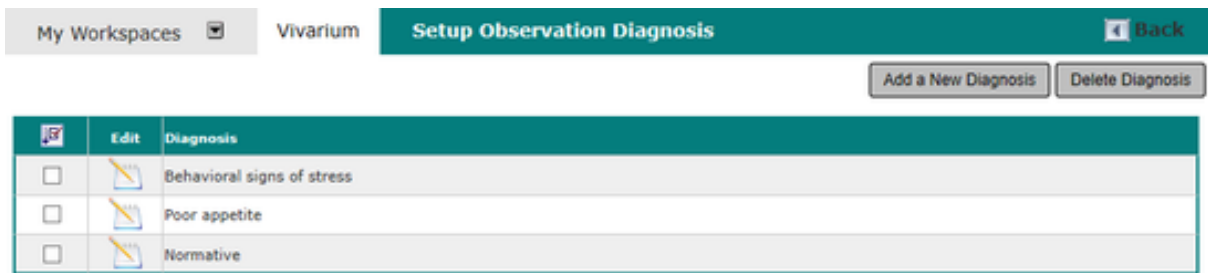 My Workspaces Vivarium Setup Observation Diagnosis Back
Add a New Diagnosis Delete Diagnosis
Edit Diagnosis
Behavioral signs of stress
Poor appetite
Normative